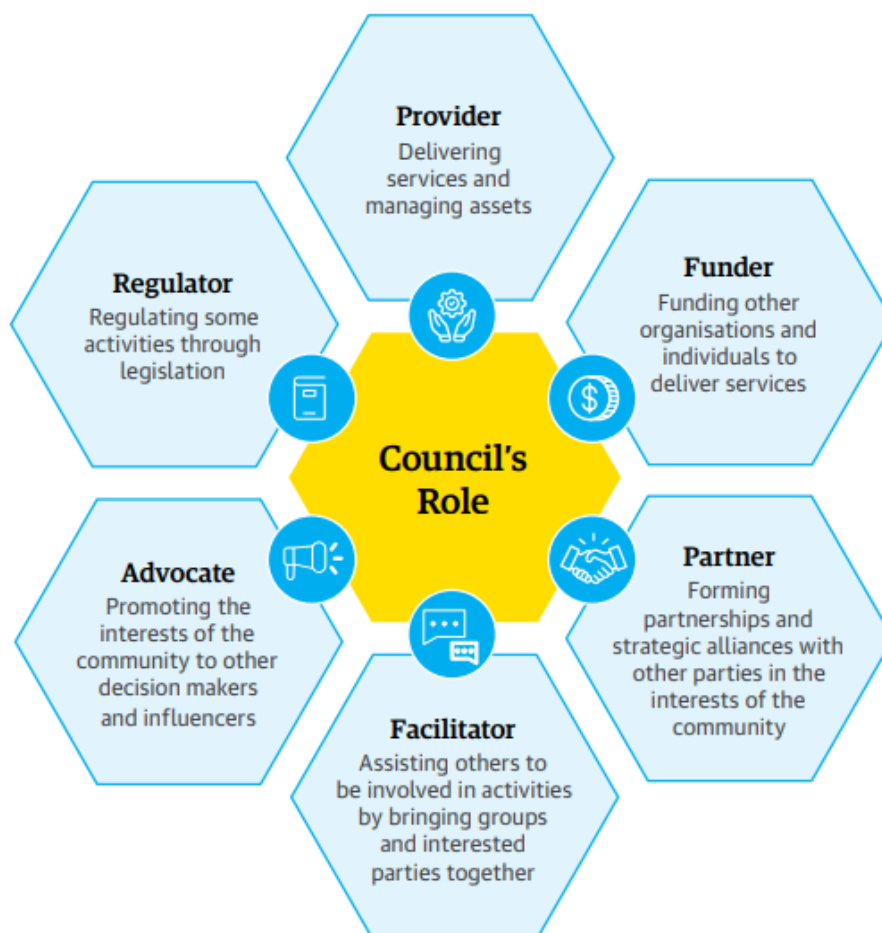 Provider
Delivering
services and
managing assets
Funder
Funding other
organisations and
individuals to
deliver services
Partner
Forming
partnerships and
strategic alliances with
other parties in the
interests of the
community
Facilitator
Assisting others to
be involved in activities
by bringing groups
and interested
parties together
Advocate
Promoting the
interests of the
community to other
decision makers
and influencers
Regulator
Regulating some
activities through
legislation
Council's
Role